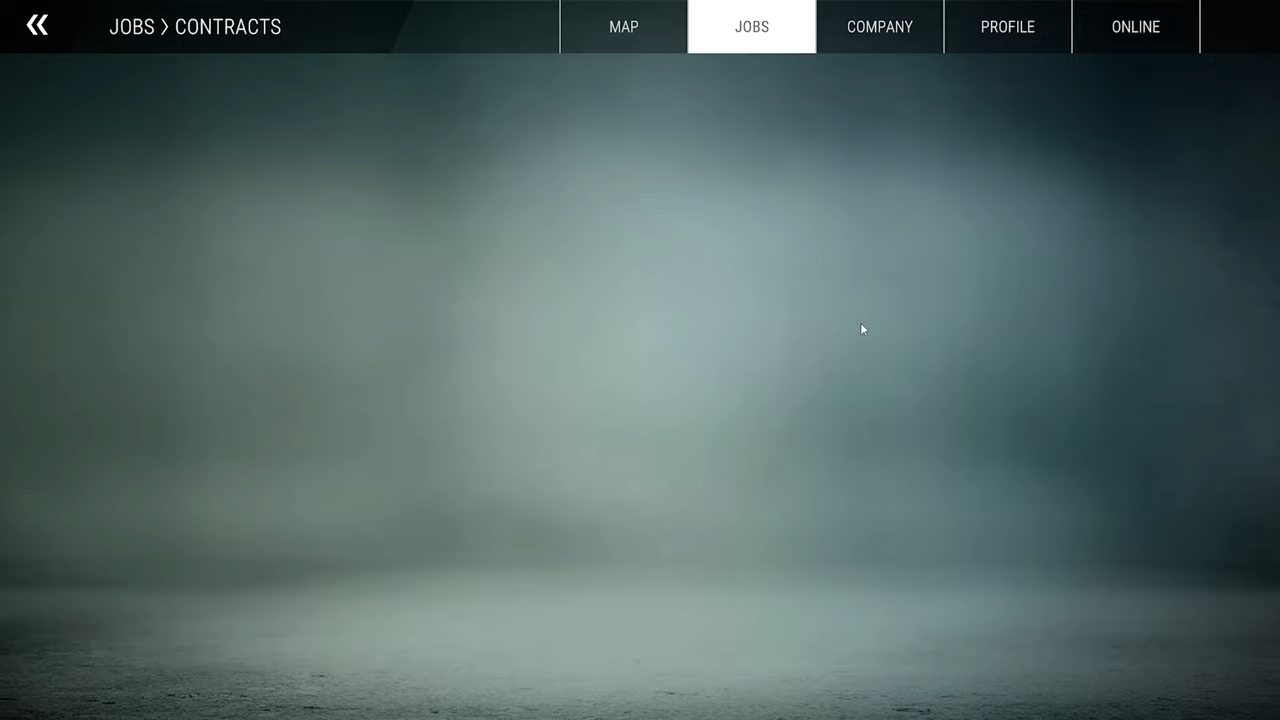 JOBS > CONTRACTS
MAP
JOBS
COMPANY
PROFILE
ONLINE